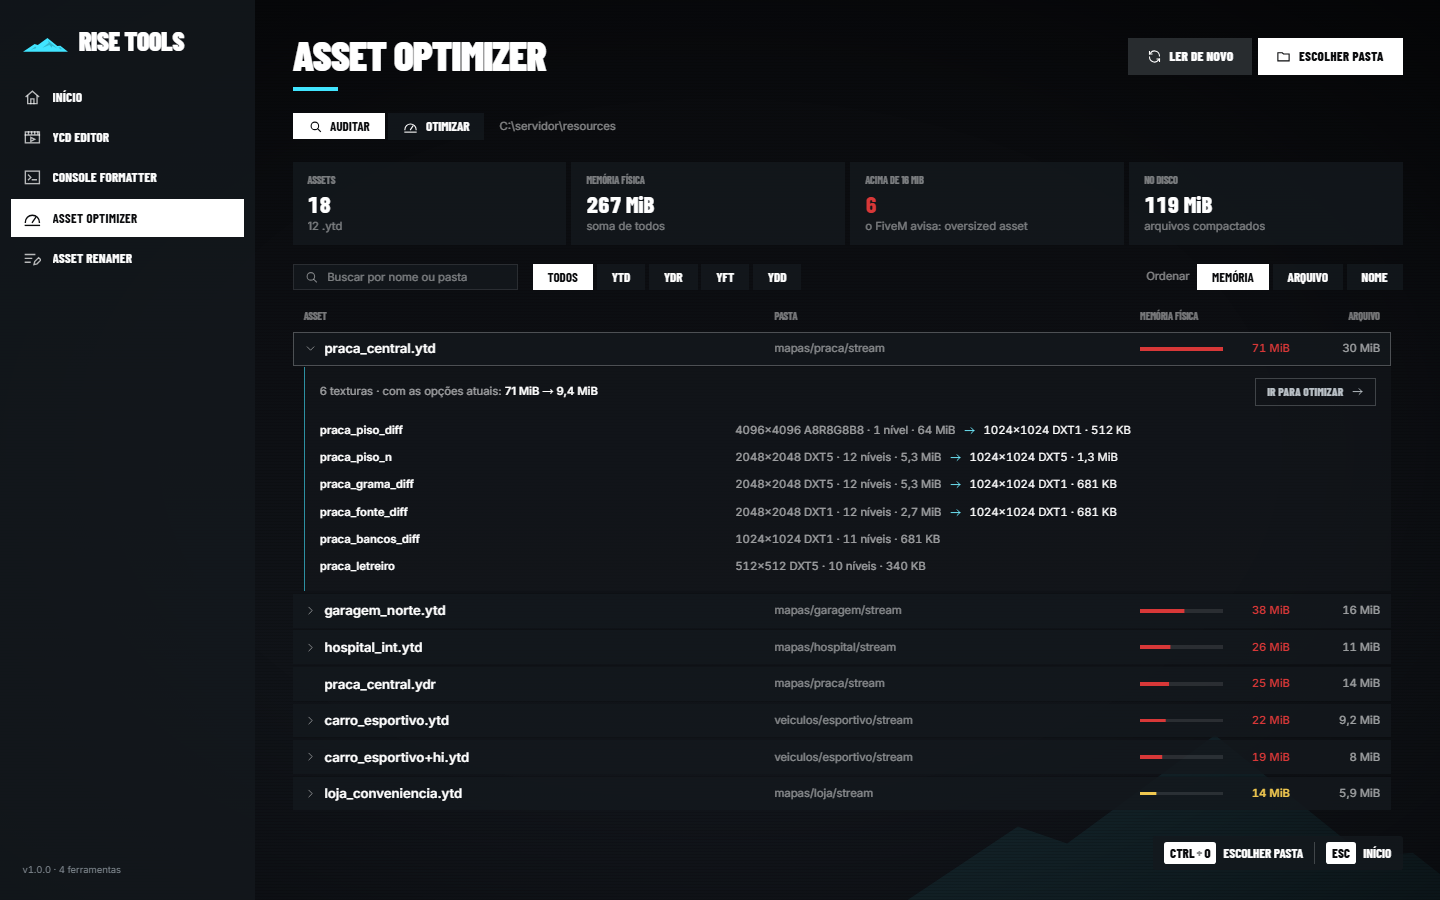 RISE TOOLS
INÍCIO
YCD EDITOR
CONSOLE FORMATTER
ASSET OPTIMIZER
ASSET RENAMER
v1.0.0 · 4 ferramentas
ASSET OPTIMIZER
LER DE NOVO
ESCOLHER PASTA
AUDITAR
OTIMIZAR
C:\servidor\resources
ASSETS
18
12 .ytd
MEMÓRIA FÍSICA
267 MiB
soma de todos
ACIMA DE 16 MIB
6
o FiveM avisa: oversized asset
NO DISCO
119 MiB
arquivos compactados
Buscar por nome ou pasta
TODOS YTD YDR YFT YDD
Ordenar MEMÓRIA ARQUIVO NOME
ASSET PASTA MEMÓRIA FÍSICA ARQUIVO
praca_central.ytd mapas/praca/stream 71 MiB 30 MiB
6 texturas · com as opções atuais: 71 MiB → 9,4 MiB
IR PARA OTIMIZAR →
praca_piso_diff 4096×4096 A8R8G8B8 · 1 nível · 64 MiB → 1024×1024 DXT1 · 512 KB
praca_piso_n 2048×2048 DXT5 · 12 níveis · 5,3 MiB → 1024×1024 DXT5 · 1,3 MiB
praca_grama_diff 2048×2048 DXT5 · 12 níveis · 5,3 MiB → 1024×1024 DXT1 · 681 KB
praca_fonte_diff 2048×2048 DXT1 · 12 níveis · 2,7 MiB → 1024×1024 DXT1 · 681 KB
praca_bancos_diff 1024×1024 DXT1 · 11 níveis · 681 KB
praca_letreiro 512×512 DXT5 · 10 níveis · 340 KB
garagem_norte.ytd mapas/garagem/stream 38 MiB 16 MiB
hospital_int.ytd mapas/hospital/stream 26 MiB 11 MiB
praca_central.ydr mapas/praca/stream 25 MiB 14 MiB
carro_esportivo.ytd veiculos/esportivo/stream 22 MiB 9,2 MiB
carro_esportivo+hi.ytd veiculos/esportivo/stream 19 MiB 8 MiB
loja_conveniencia.ytd mapas/loja/stream 14 MiB 5,9 MiB
CTRL+O ESCOLHER PASTA ESC INÍCIO